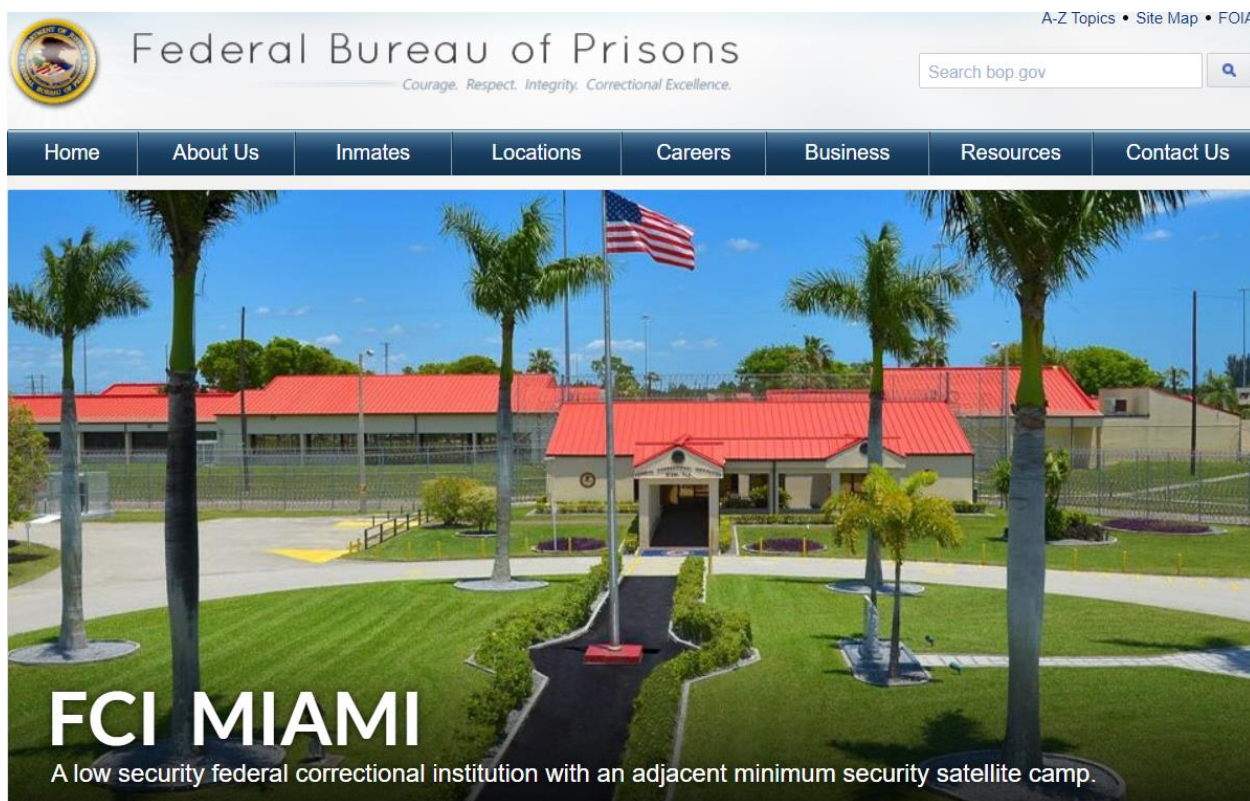 A-Z Topics • Site Map • FOIA
Federal Bureau of Prisons
Courage. Respect. Integrity. Correctional Excellence.
Search bop.gov
Home About Us Inmates Locations Careers Business Resources Contact Us
FCI MIAMI
A low security federal correctional institution with an adjacent minimum security satellite camp.